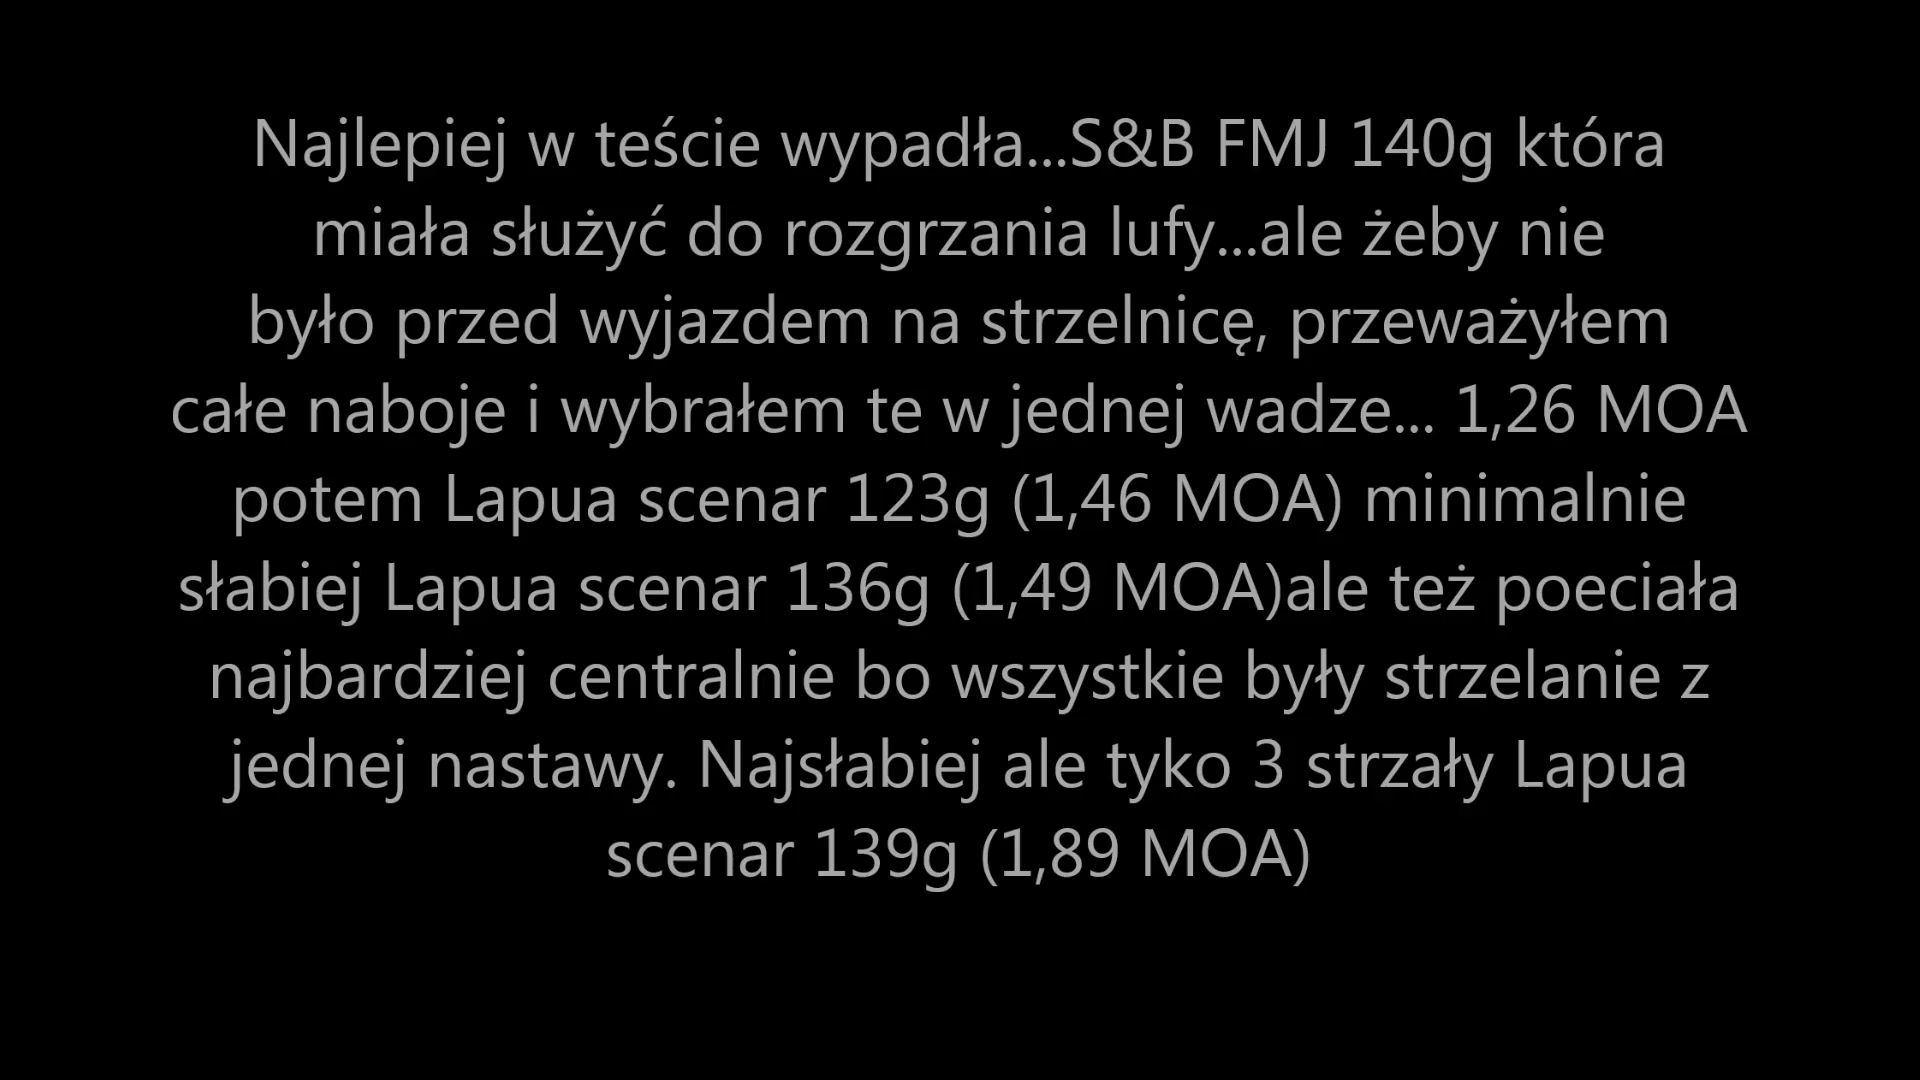 Najlepiej w teście wypadła...S&B FMJ 140g która
miała służyć do rozgrzania lufy...ale żeby nie
było przed wyjazdem na strzelnicę, przeważyłem
całe naboje i wybrałem te w jednej wadze... 1,26 MOA
potem Lapua scenar 123g (1,46 MOA) minimalnie
słabiej Lapua scenar 136g (1,49 MOA)ale też poeciała
najbardziej centralnie bo wszystkie były strzelanie z
jednej nastawy. Najsłabiej ale tyko 3 strzały Lapua
scenar 139g (1,89 MOA)